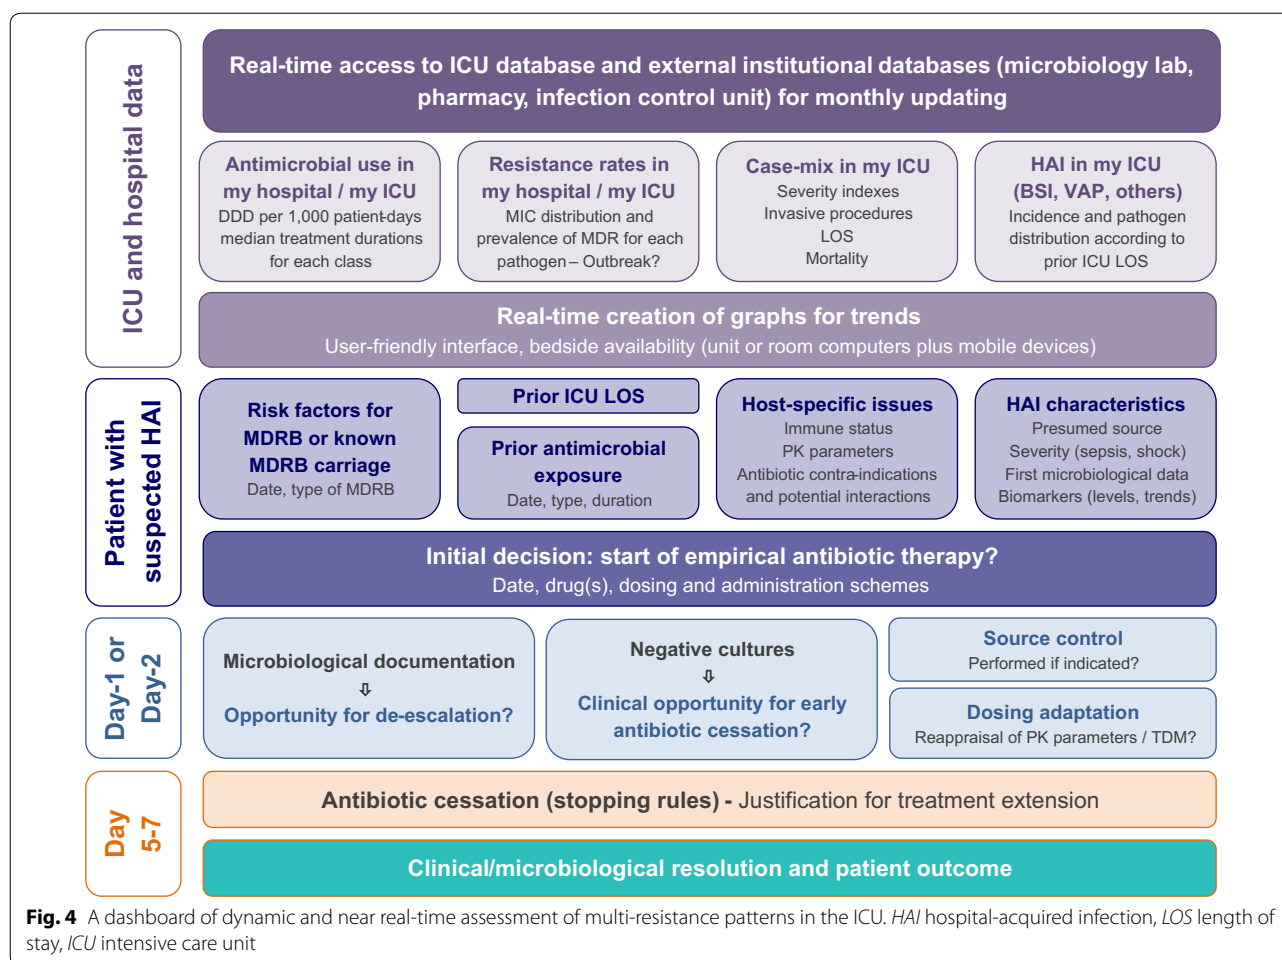 ICU and hospital data
Real-time access to ICU database and external institutional databases (microbiology lab,
pharmacy, infection control unit) for monthly updating
Antimicrobial use in
my hospital / my ICU
DDD per 1,000 patient-days
median treatment durations
for each class
Resistance rates in
my hospital / my ICU
MIC distribution and
prevalence of MDR for each
pathogen – Outbreak?
Case-mix in my ICU
Severity indexes
Invasive procedures
LOS
Mortality
HAI in my ICU
(BSI, VAP, others)
Incidence and pathogen
distribution according to
prior ICU LOS
Real-time creation of graphs for trends
User-friendly interface, bedside availability (unit or room computers plus mobile devices)
Patient with
suspected HAI
Risk factors for
MDRB or known
MDRB carriage
Date, type of MDRB
Prior ICU LOS
Prior antimicrobial
exposure
Date, type, duration
Host-specific issues
Immune status
PK parameters
Antibiotic contra-indications
and potential interactions
HAI characteristics
Presumed source
Severity (sepsis, shock)
First microbiological data
Biomarkers (levels, trends)
Initial decision: start of empirical antibiotic therapy?
Date, drug(s), dosing and administration schemes
Day-1 or
Day-2
Microbiological documentation
⇩
Opportunity for de-escalation?
Negative cultures
⇩
Clinical opportunity for early
antibiotic cessation?
Source control
Performed if indicated?
Dosing adaptation
Reappraisal of PK parameters / TDM?
Day
5-7
Antibiotic cessation (stopping rules) - Justification for treatment extension
Clinical/microbiological resolution and patient outcome
Fig. 4 A dashboard of dynamic and near real-time assessment of multi-resistance patterns in the ICU. HAI hospital-acquired infection, LOS length of
stay, ICU intensive care unit